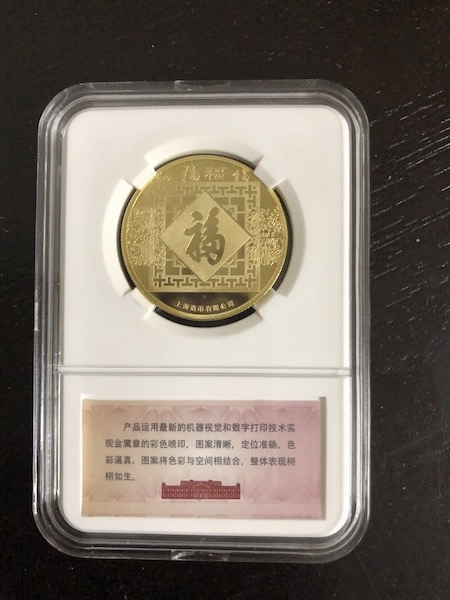 福
上海造币有限公司
产品运用最新的机器视觉和数字打印技术实
现金属章的彩色喷印，图案清晰，定位准确、色
彩逼真。图案将色彩与空间相结合，整体表现栩
栩如生。